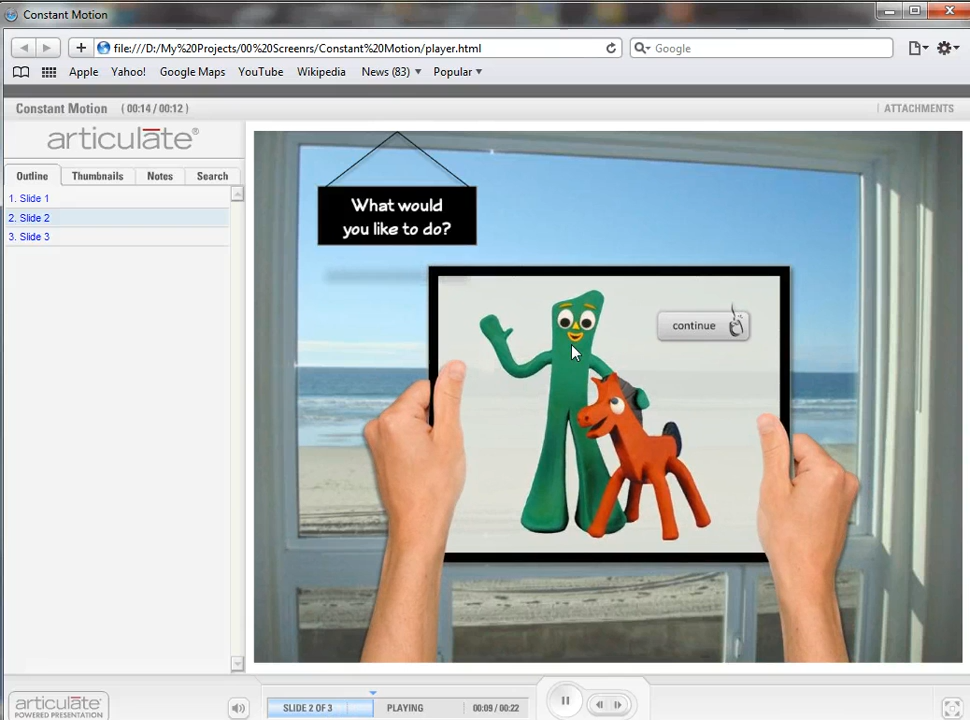 Constant Motion
file:///D:/My%20Projects/00%20Screenrs/Constant%20Motion/player.html
Google
Apple
Yahoo!
Google Maps
YouTube
Wikipedia
News (83)
Popular
Constant Motion
( 00:14 / 00:12 )
ATTACHMENTS
articulate®
Outline
Thumbnails
Notes
Search
1. Slide 1
2. Slide 2
3. Slide 3
What would
you like to do?
continue
articulate
POWERED PRESENTATION
SLIDE 2 OF 3
PLAYING
00:09 / 00:22